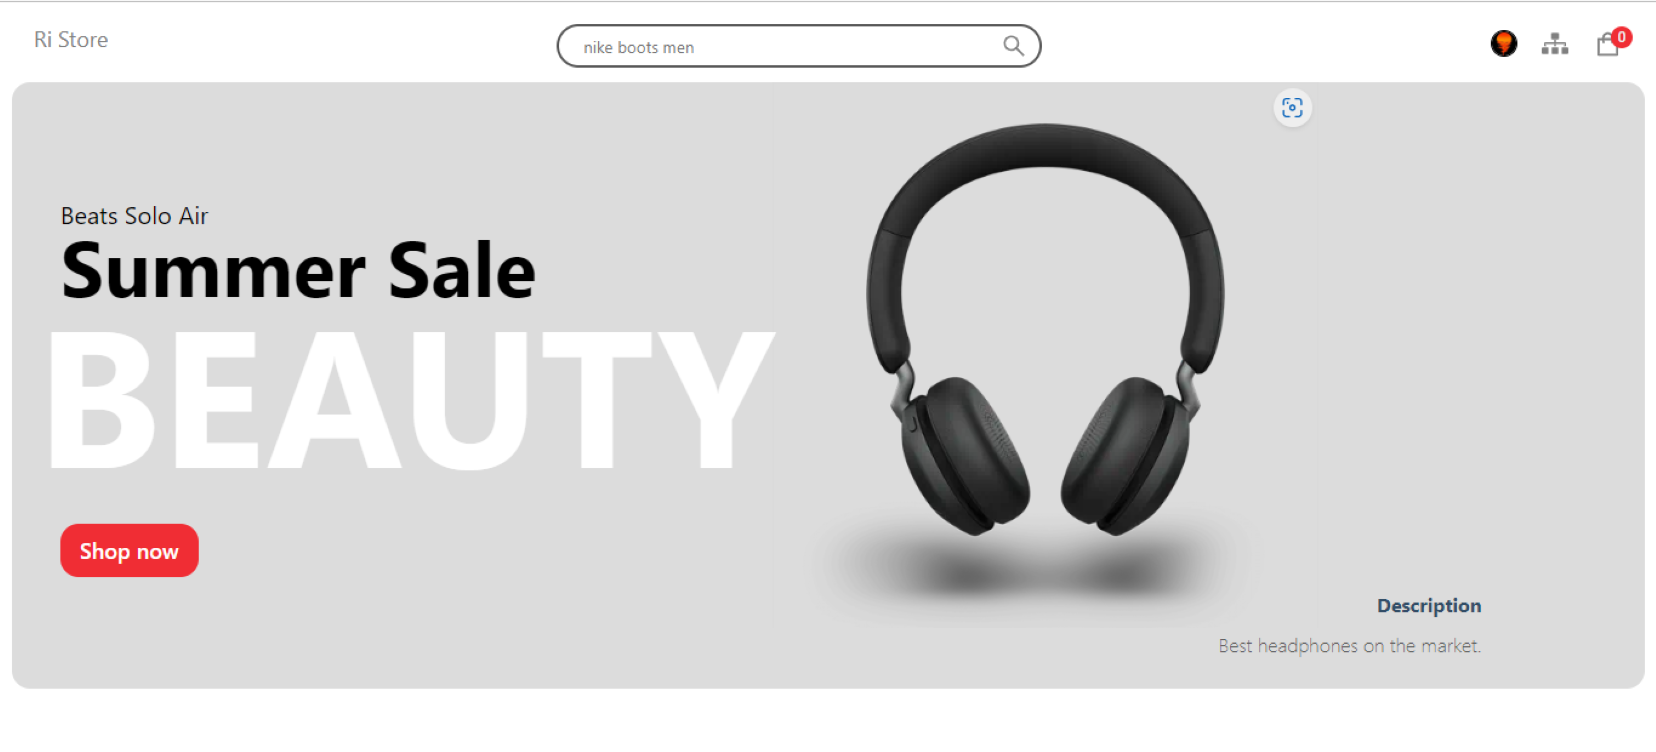 Ri Store
nike boots men
0
Beats Solo Air
Summer Sale
BEAUTY
Shop now
Description
Best headphones on the market.